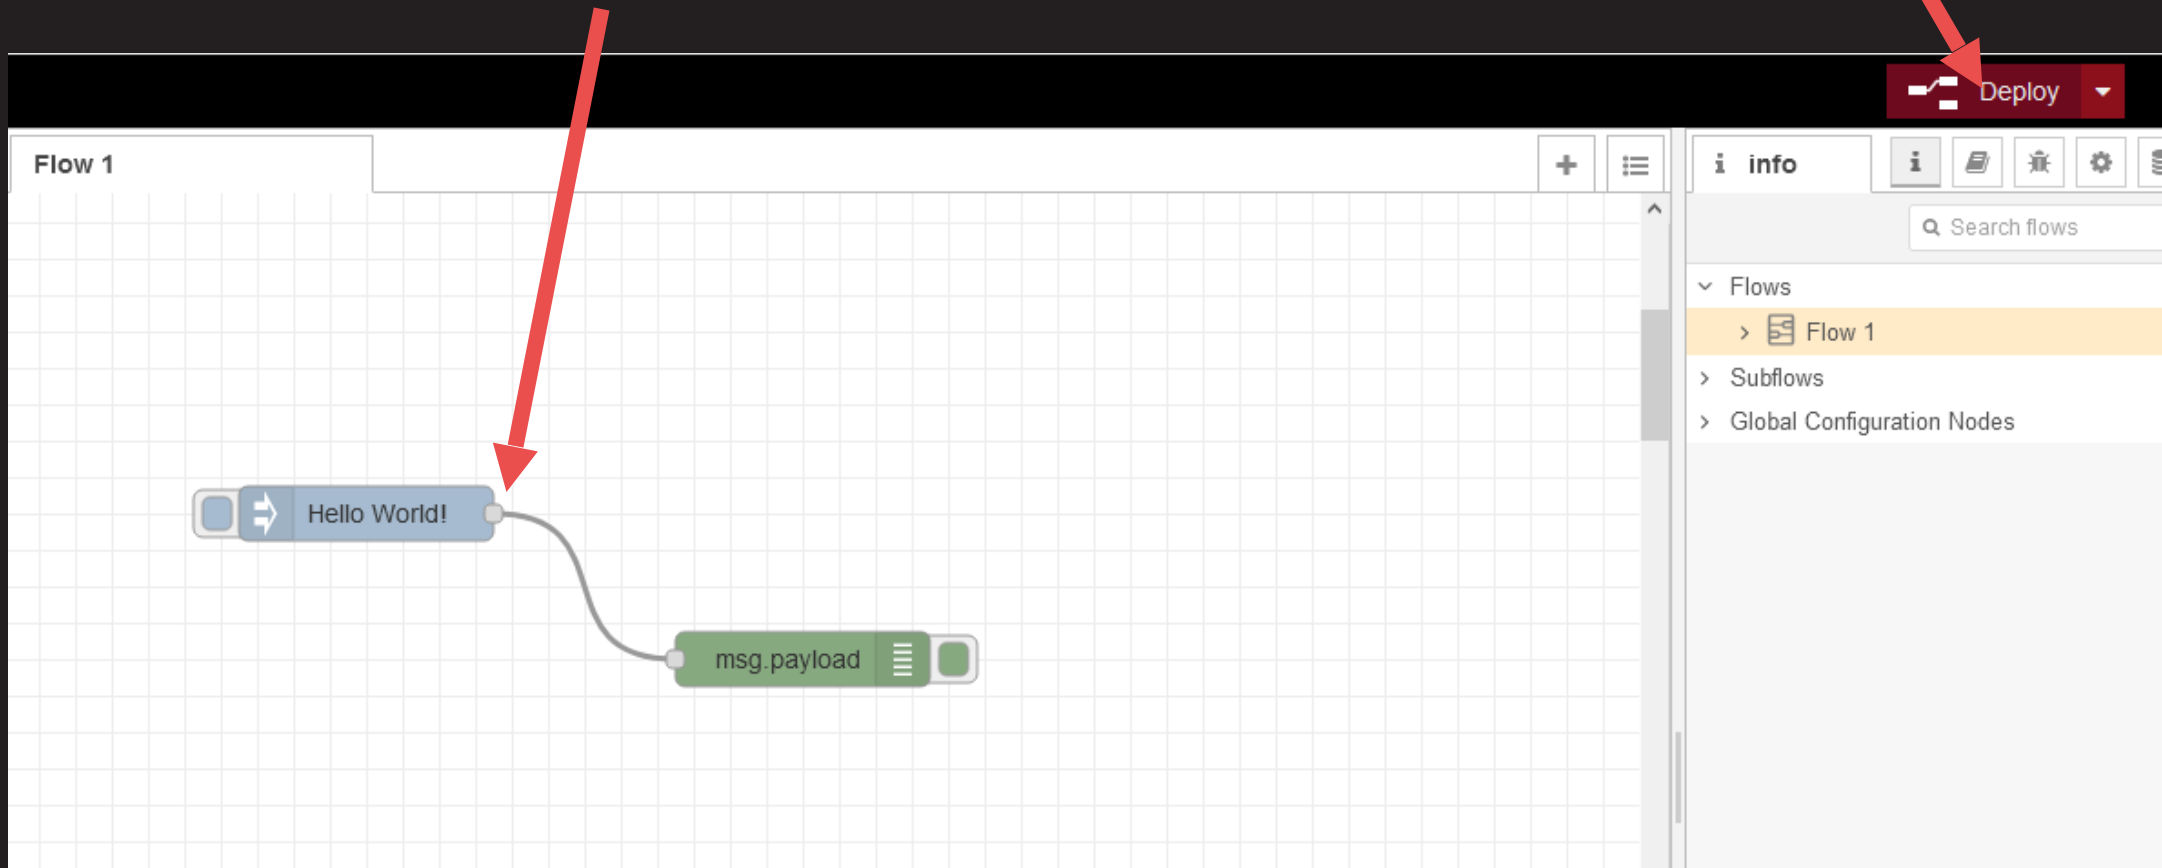 Deploy
Flow 1
info
Search flows
Flows
Flow 1
Subflows
Global Configuration Nodes
Hello World!
msg.payload